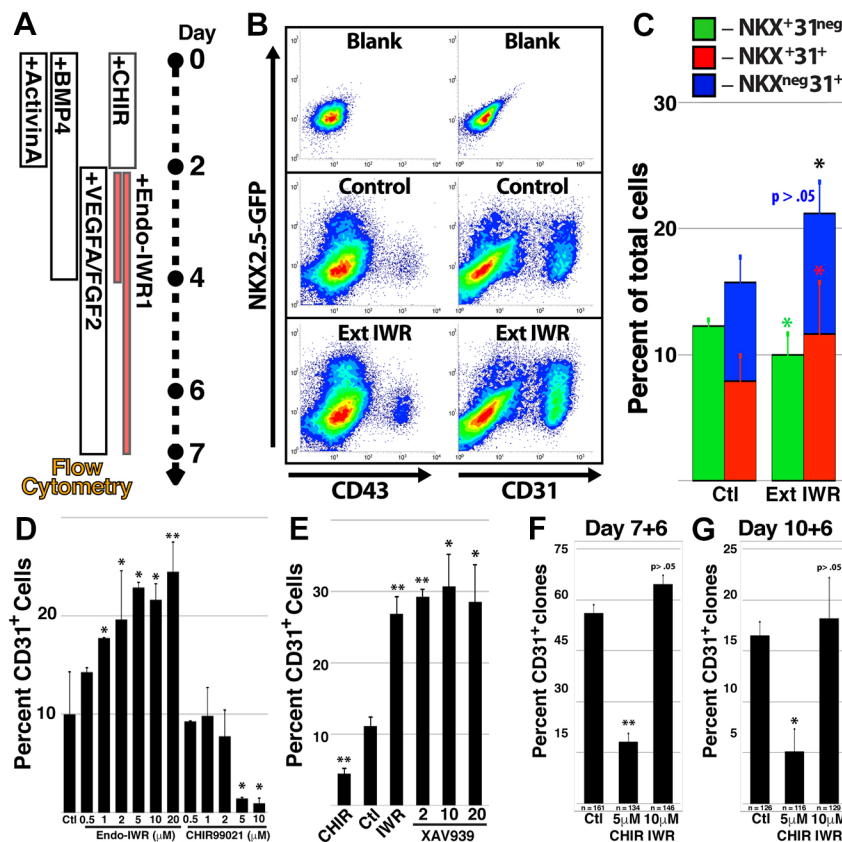 A
Day
+ActivinA
+BMP4
+VEGFA/FGF2
+CHIR
+Endo-IWR1
0
2
4
6
7
Flow
Cytometry
B
NKX2.5-GFP
Blank
Blank
Control
Control
Ext IWR
Ext IWR
CD43
CD31
C
– NKX⁺31ⁿᵉᵍ
– NKX⁺31⁺
– NKXⁿᵉᵍ31⁺
Percent of total cells
30
20
10
p > .05
*
*
*
Ctl
Ext IWR
D
Percent CD31⁺ Cells
20
10
*
**
*
*
**
*
*
Ctl 0.5 1 2 5 10 20 0.5 1 2 5 10
Endo-IWR (μM) CHIR99021 (μM)
E
Percent CD31⁺ Cells
40
30
20
10
**
**
**
*
*
CHIR
Ctl
IWR
2 10 20
XAV939
F
Day 7+6
Percent CD31⁺ clones
75
60
45
30
15
p> .05
**
n = 161 n = 134 n = 146
Ctl 5μM 10μM
CHIR IWR
G
Day 10+6
Percent CD31⁺ clones
25
20
15
10
5
p> .05
*
n = 126 n = 116 n = 129
Ctl 5μM 10μM
CHIR IWR